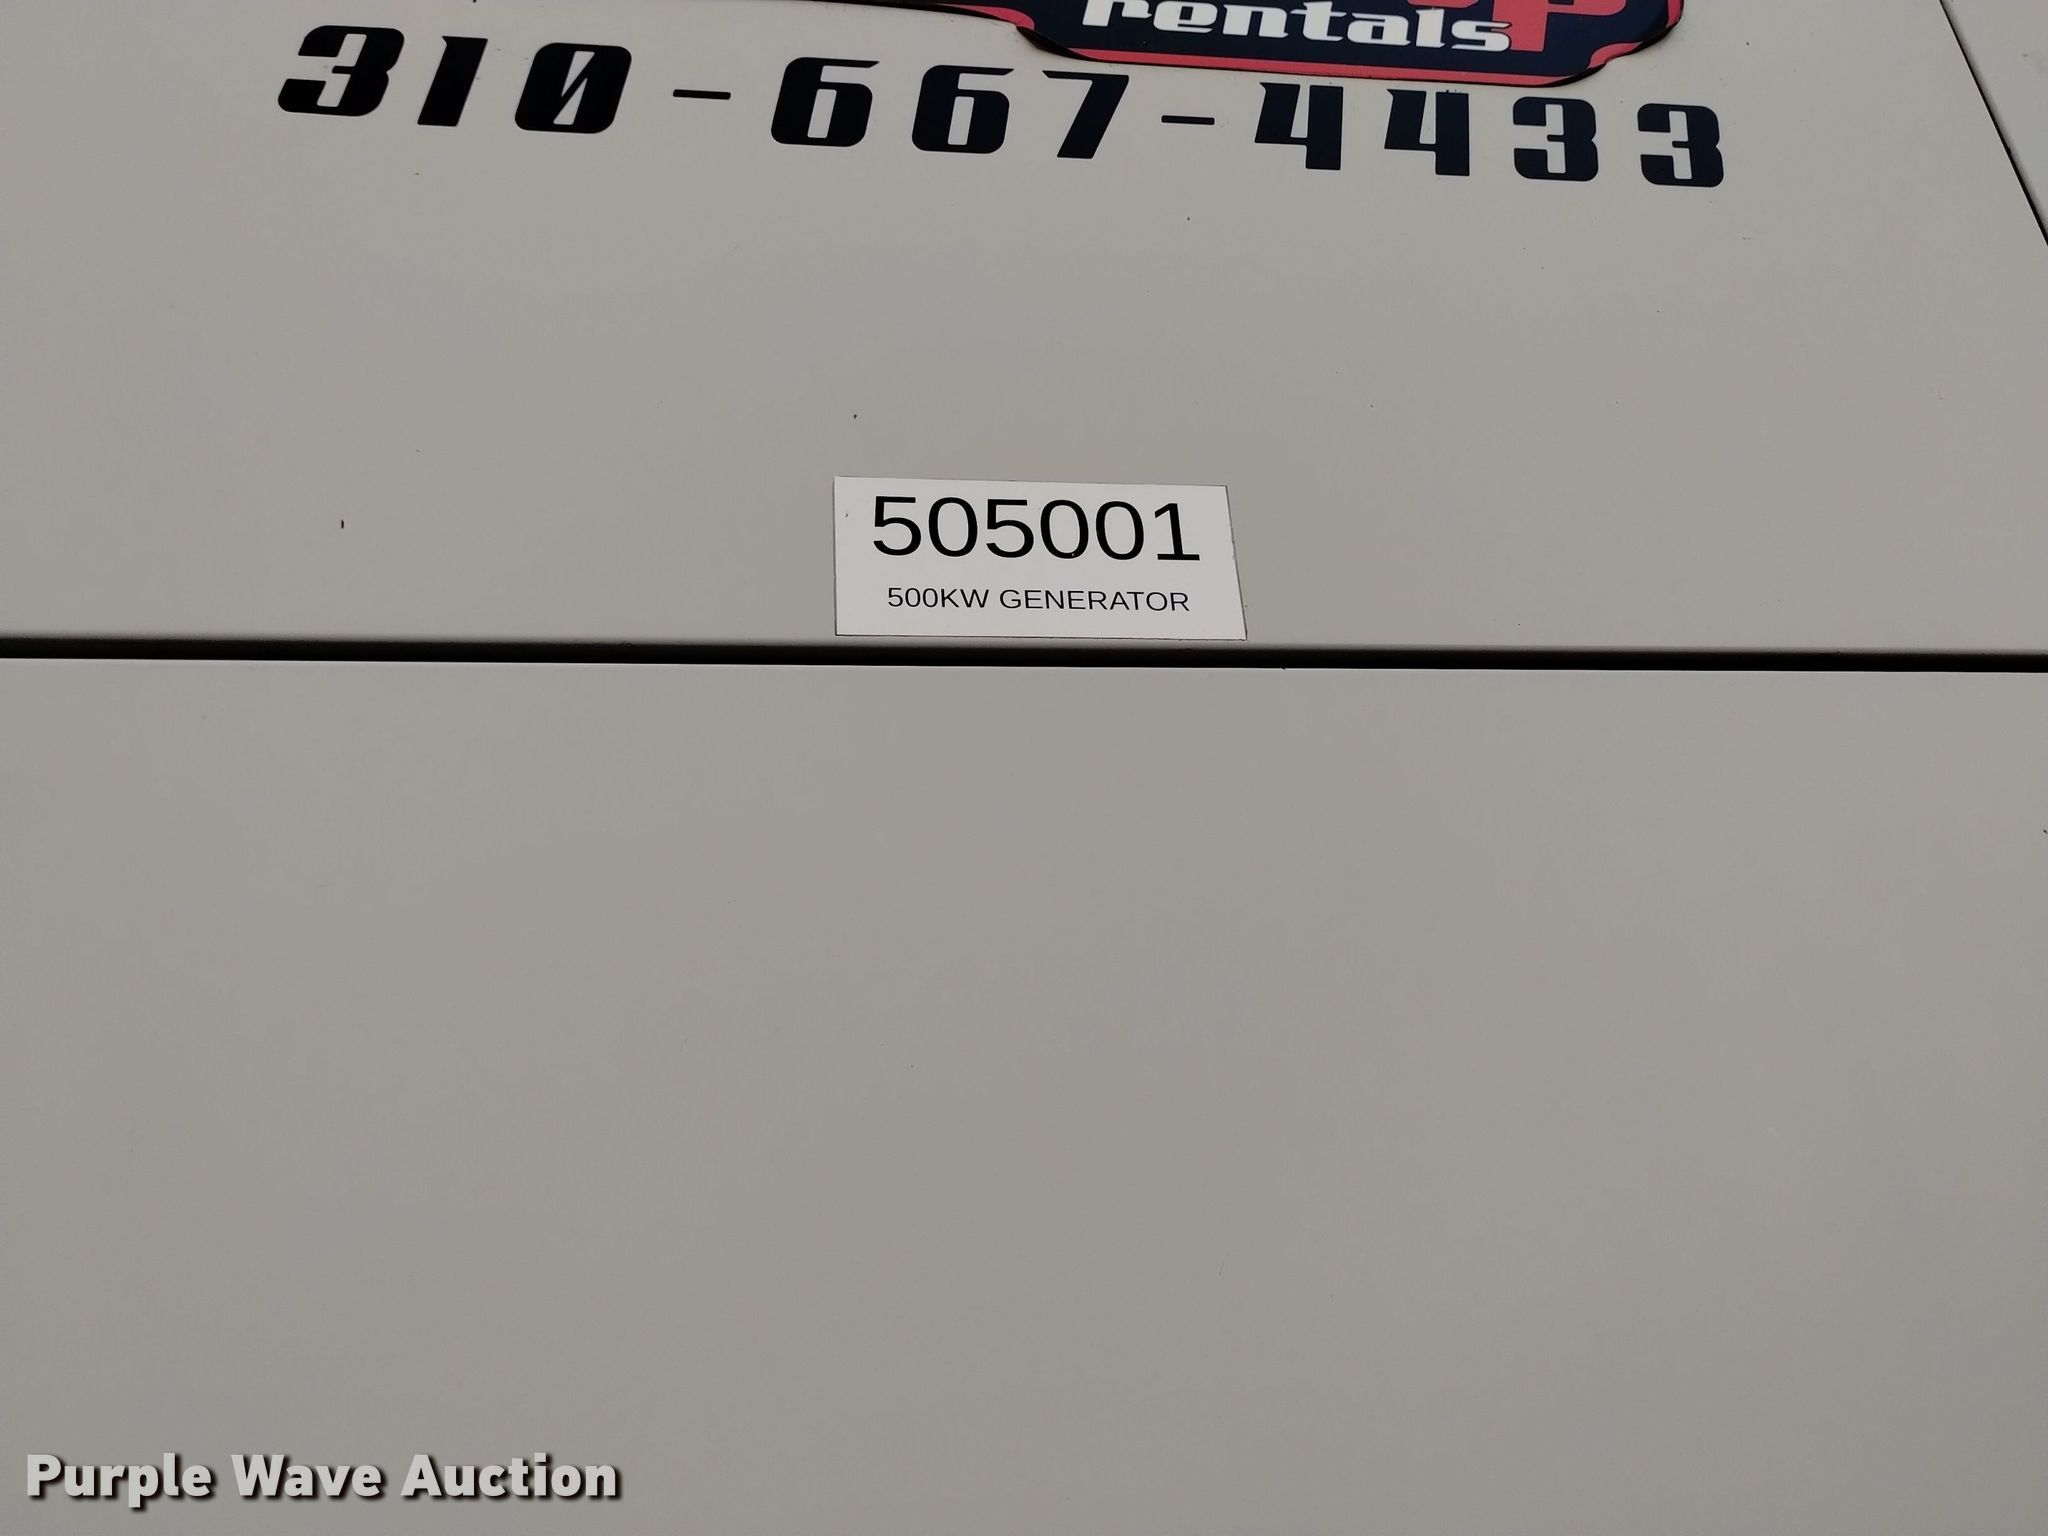 rentals
310-667-4433
505001
500KW GENERATOR
Purple Wave Auction